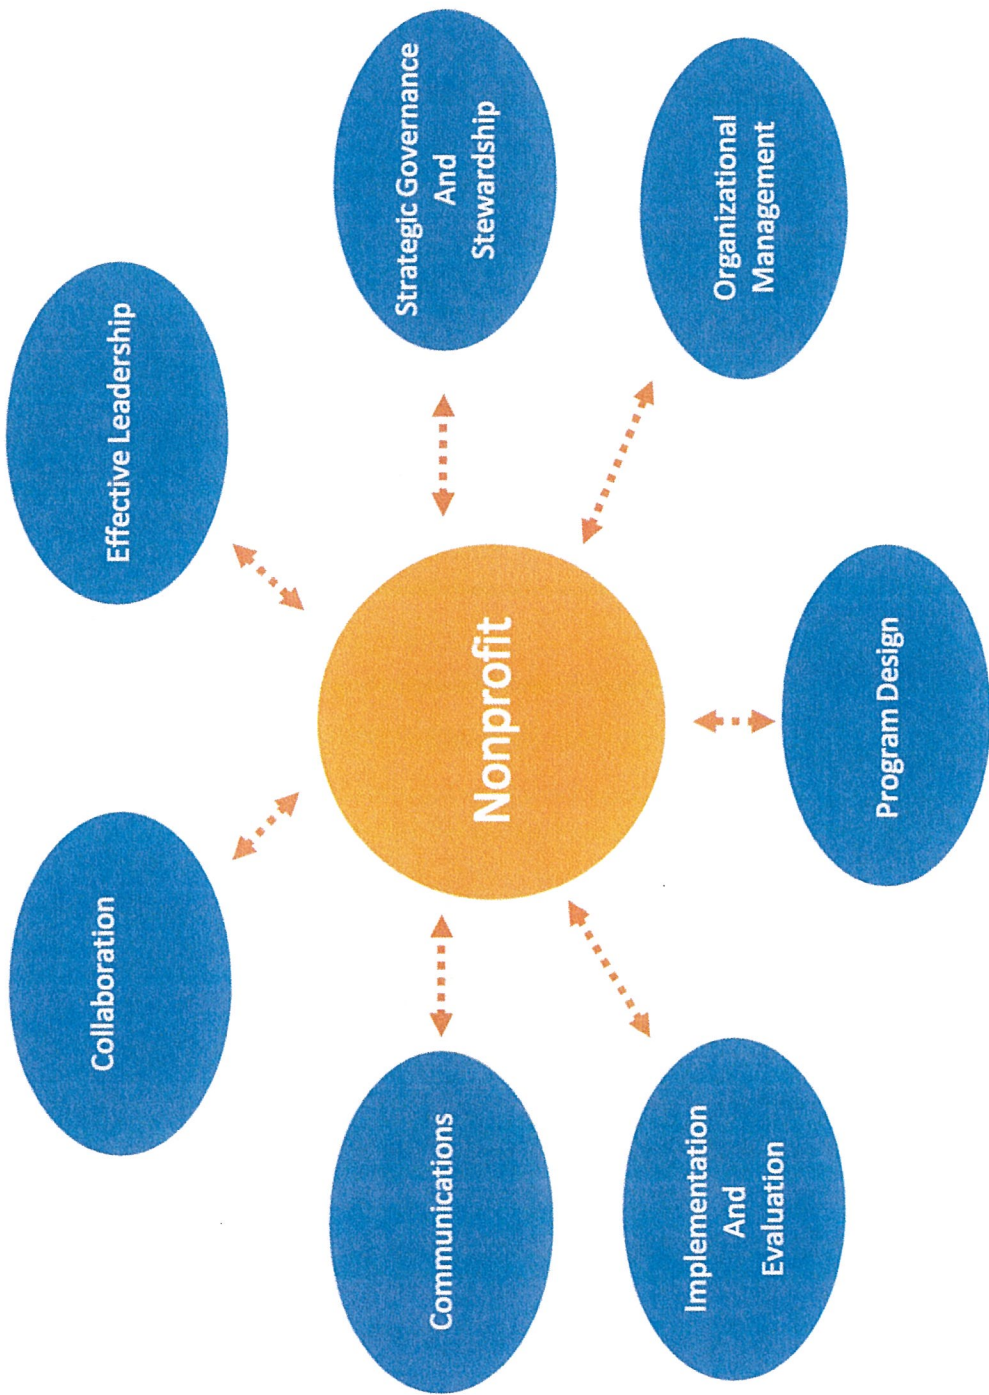 Collaboration
Effective Leadership
Communications
Strategic Governance
And
Stewardship
Nonprofit
Implementation
And
Evaluation
Organizational
Management
Program Design